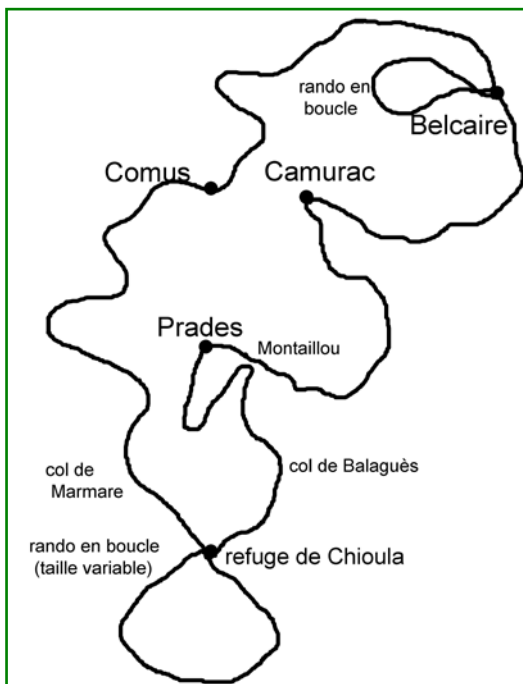 rando en
boucle
Belcaire
Comus
Camurac
Prades
Montaillou
col de
Marmare
col de Balaguès
rando en boucle
(taille variable)
refuge de Chioula